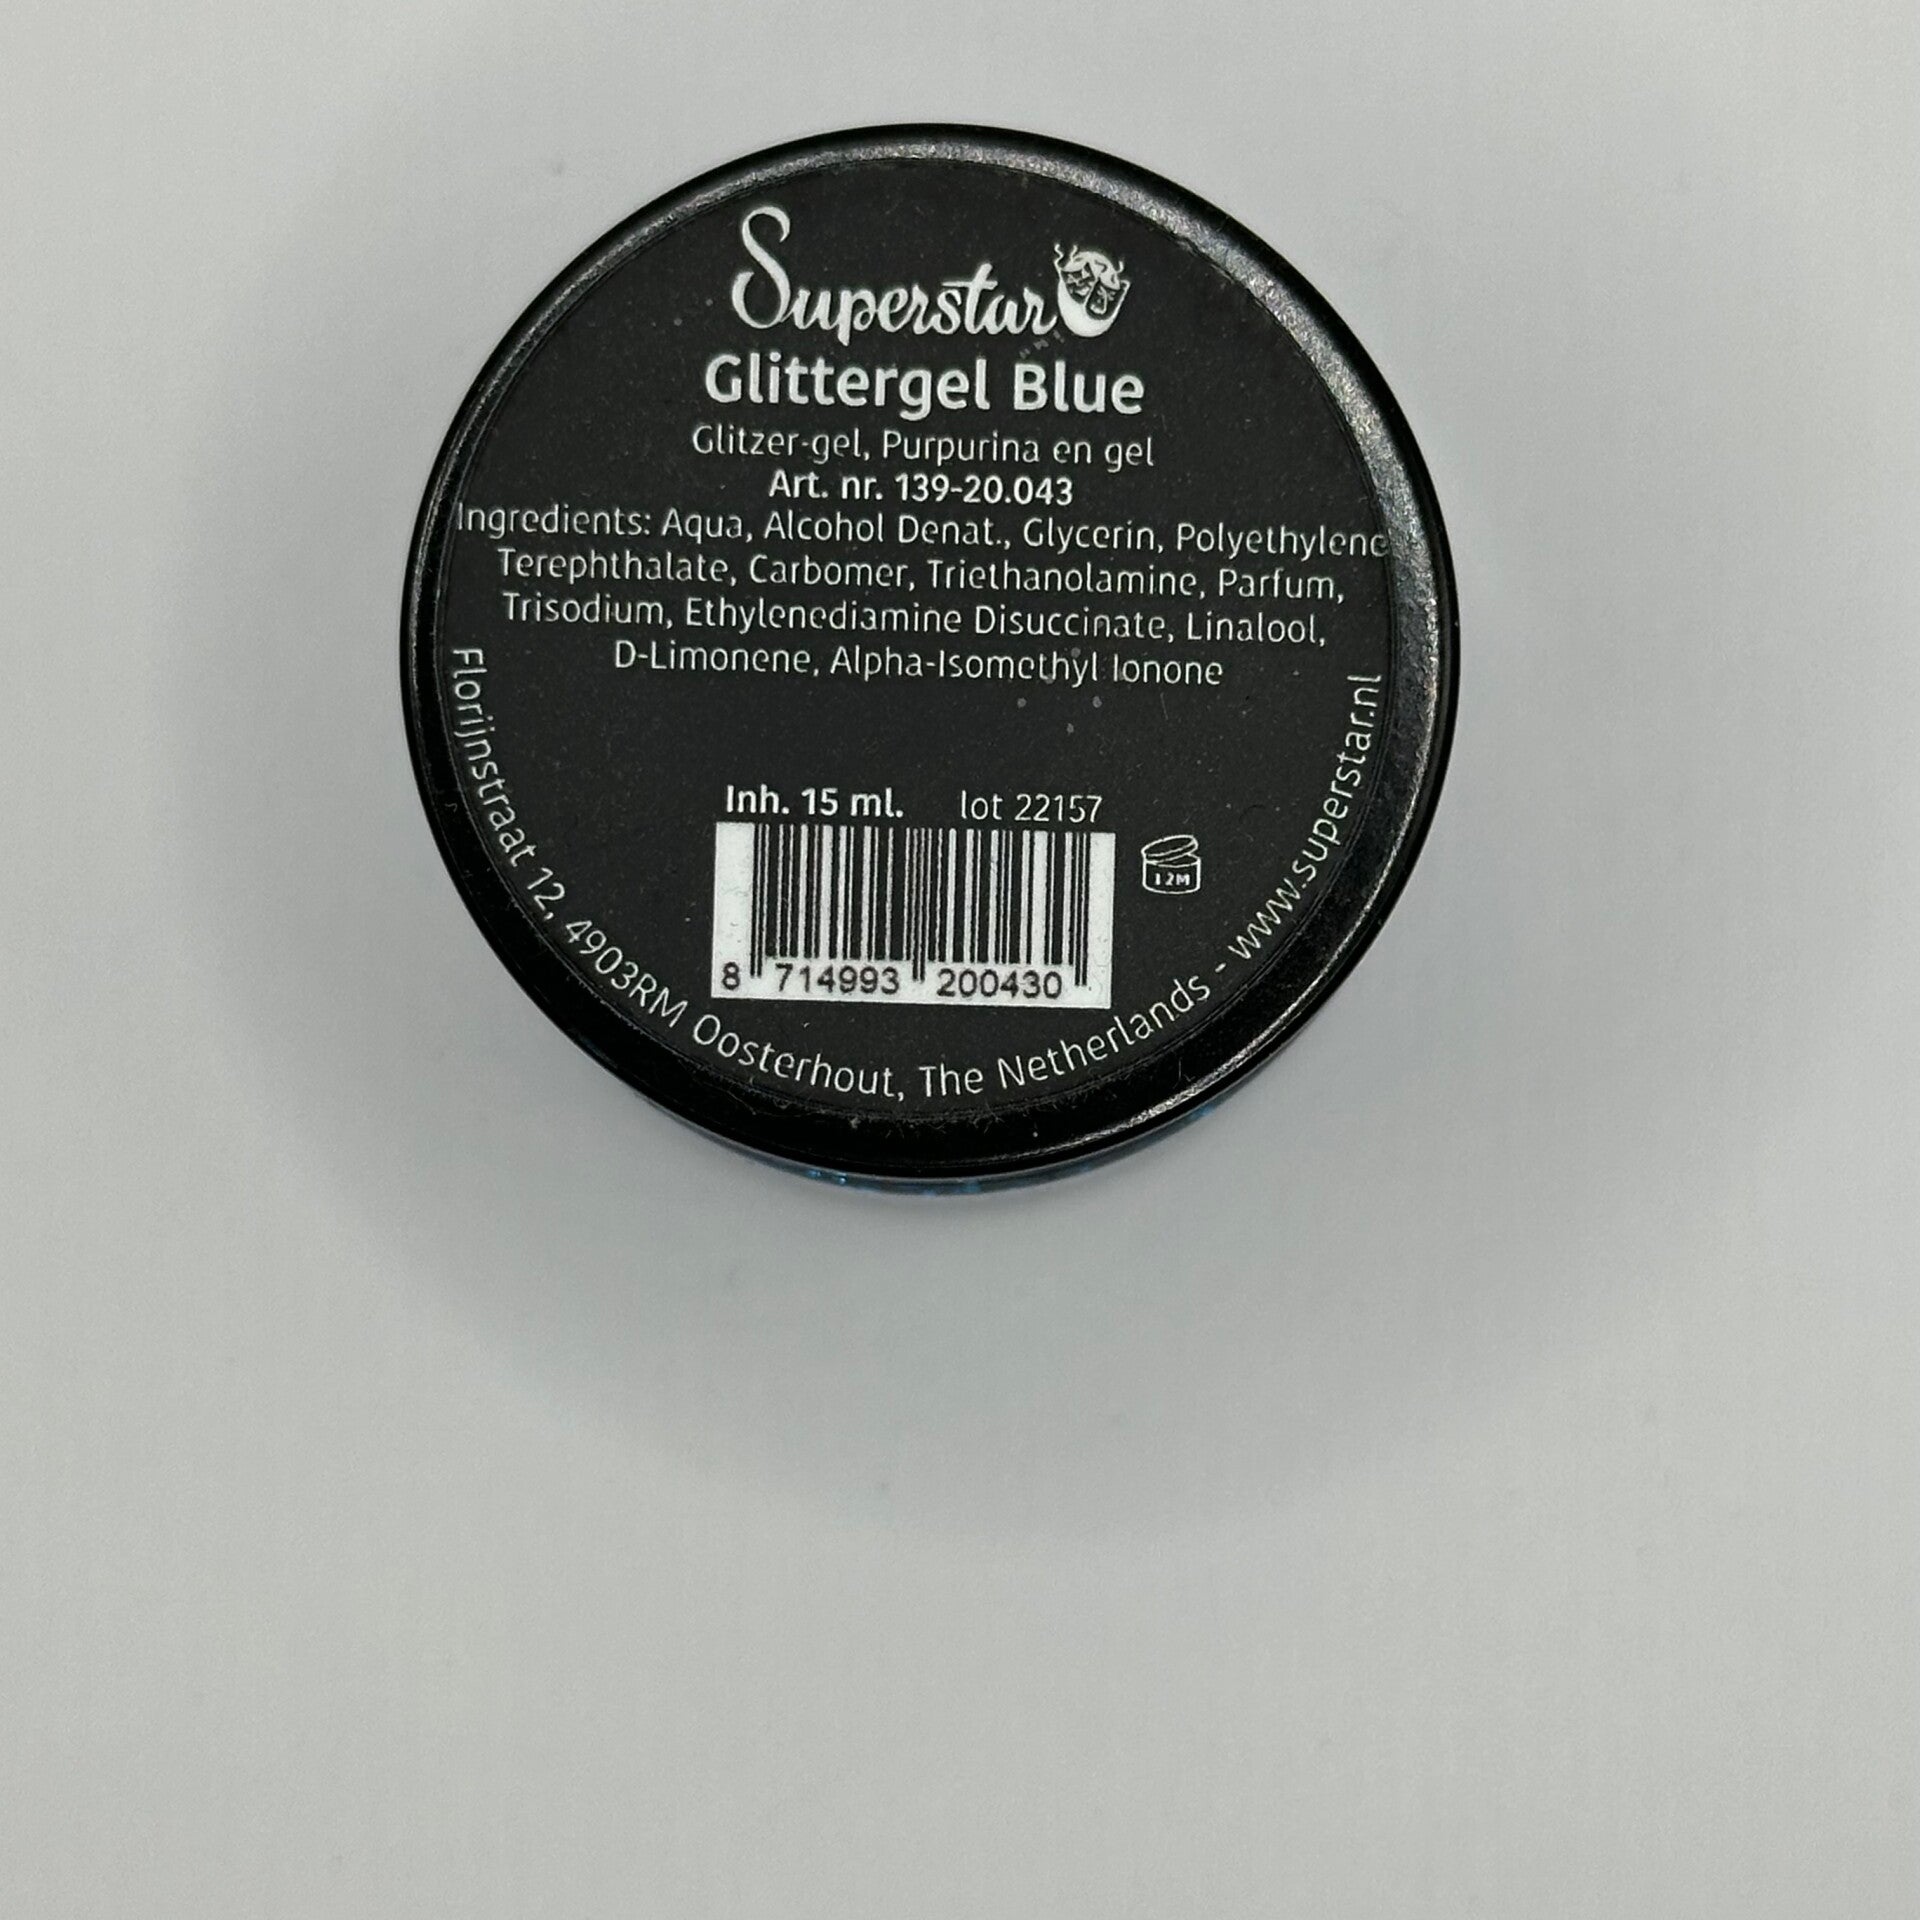 Superstar
Glittergel Blue
Glitzer-gel, Purpurina en gel
Art. nr. 139-20.043
Ingredients: Aqua, Alcohol Denat., Glycerin, Polyethylene
Terephthalate, Carbomer, Triethanolamine, Parfum,
Trisodium, Ethylenediamine Disuccinate, Linalool,
D-Limonene, Alpha-Isomethyl Ionone
Inh. 15 ml. lot 22157
12M
8 714993 200430
Florijnstraat 12, 4903RM Oosterhout, The Netherlands - www.superstar.nl